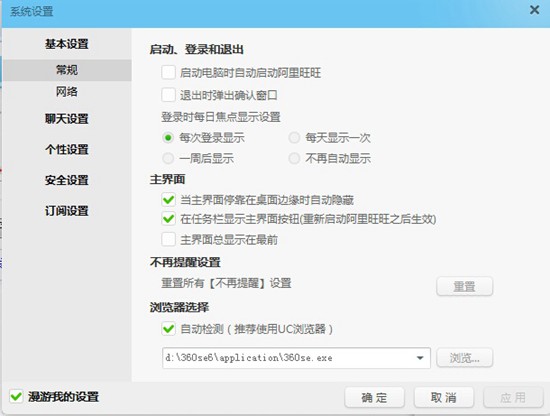 系统设置
基本设置
常规
网络
聊天设置
个性设置
安全设置
订阅设置
启动、登录和退出
启动电脑时自动启动阿里旺旺
退出时弹出确认窗口
登录时每日焦点显示设置
每次登录显示
每天显示一次
一周后显示
不再自动显示
主界面
当主界面停靠在桌面边缘时自动隐藏
在任务栏显示主界面按钮(重新启动阿里旺旺之后生效)
主界面总显示在最前
不再提醒设置
重置所有【不再提醒】设置
重置
浏览器选择
自动检测（推荐使用UC浏览器）
d:\360se6\application\360se.exe
浏览...
漫游我的设置
确 定
取 消
应 用